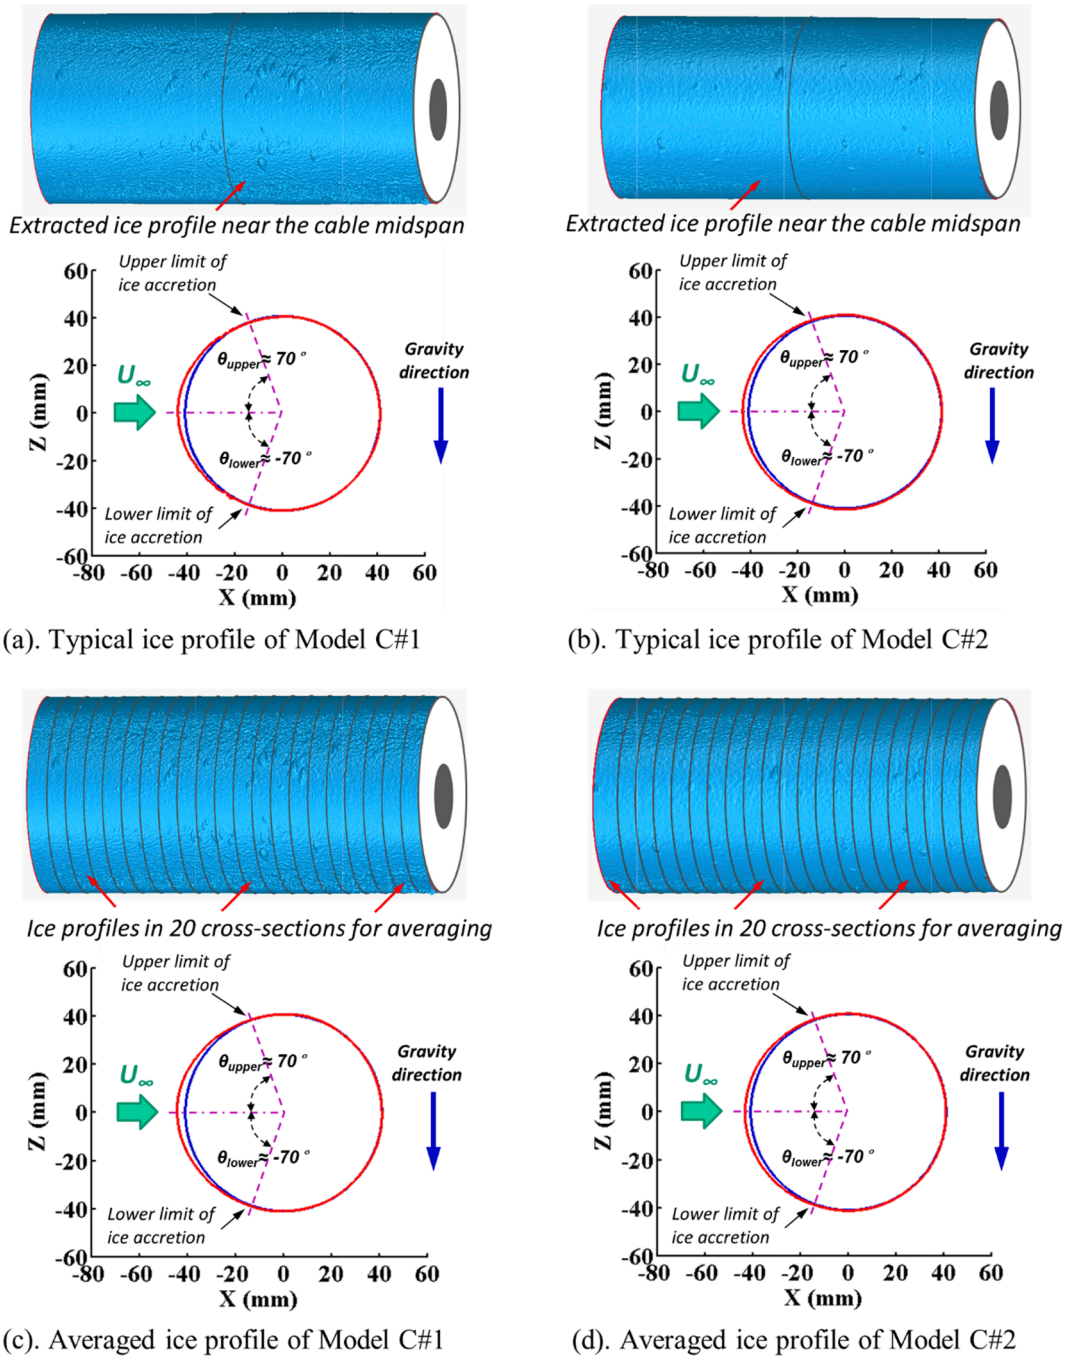 Extracted ice profile near the cable midspan
Upper limit of
ice accretion
60
40
20
0
-20
-40
-60
Z (mm)
U∞
θupper≈ 70 °
θlower≈ -70 °
Gravity
direction
Lower limit of
ice accretion
-80 -60 -40 -20 0 20 40 60
X (mm)
(a). Typical ice profile of Model C#1
Extracted ice profile near the cable midspan
Upper limit of
ice accretion
60
40
20
0
-20
-40
-60
Z (mm)
U∞
θupper≈ 70 °
θlower≈ -70 °
Gravity
direction
Lower limit of
ice accretion
-80 -60 -40 -20 0 20 40 60
X (mm)
(b). Typical ice profile of Model C#2
Ice profiles in 20 cross-sections for averaging
Upper limit of
ice accretion
60
40
20
0
-20
-40
-60
Z (mm)
U∞
θupper≈ 70 °
θlower≈ -70 °
Gravity
direction
Lower limit of
ice accretion
-80 -60 -40 -20 0 20 40 60
X (mm)
(c). Averaged ice profile of Model C#1
Ice profiles in 20 cross-sections for averaging
Upper limit of
ice accretion
60
40
20
0
-20
-40
-60
Z (mm)
U∞
θupper≈ 70 °
θlower≈ -70 °
Gravity
direction
Lower limit of
ice accretion
-80 -60 -40 -20 0 20 40 60
X (mm)
(d). Averaged ice profile of Model C#2